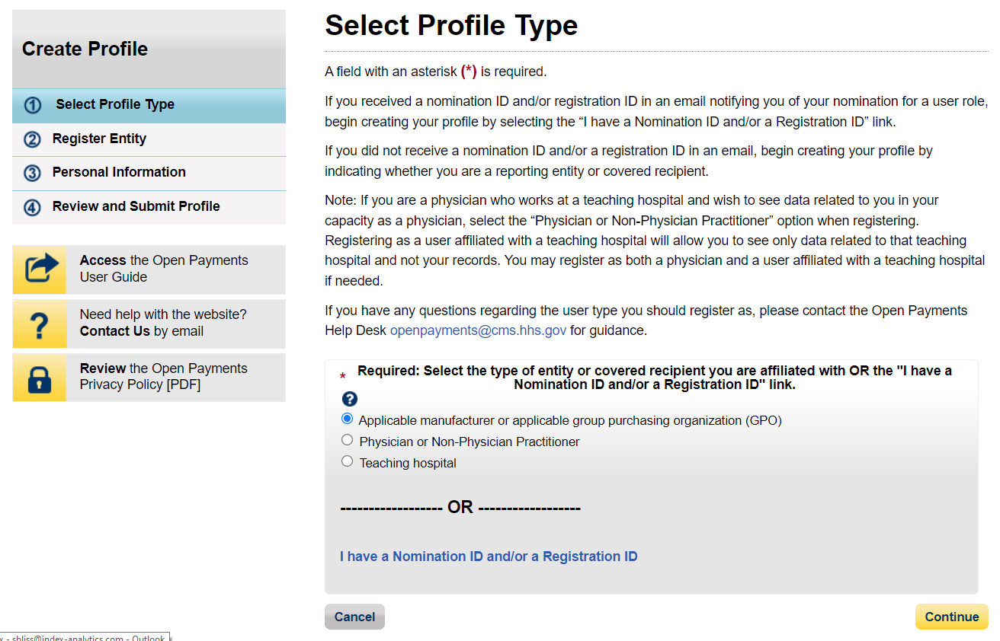 Create Profile
1 Select Profile Type
2 Register Entity
3 Personal Information
4 Review and Submit Profile
Access the Open Payments
User Guide
? Need help with the website?
Contact Us by email
Review the Open Payments
Privacy Policy [PDF]
Select Profile Type
A field with an asterisk (*) is required.
If you received a nomination ID and/or registration ID in an email notifying you of your nomination for a user role,
begin creating your profile by selecting the “I have a Nomination ID and/or a Registration ID” link.
If you did not receive a nomination ID and/or a registration ID in an email, begin creating your profile by
indicating whether you are a reporting entity or covered recipient.
Note: If you are a physician who works at a teaching hospital and wish to see data related to you in your
capacity as a physician, select the “Physician or Non-Physician Practitioner” option when registering.
Registering as a user affiliated with a teaching hospital will allow you to see only data related to that teaching
hospital and not your records. You may register as both a physician and a user affiliated with a teaching hospital
if needed.
If you have any questions regarding the user type you should register as, please contact the Open Payments
Help Desk openpayments@cms.hhs.gov for guidance.
* Required: Select the type of entity or covered recipient you are affiliated with OR the "I have a
Nomination ID and/or a Registration ID" link.
?
Applicable manufacturer or applicable group purchasing organization (GPO)
Physician or Non-Physician Practitioner
Teaching hospital
------------------ OR ------------------
I have a Nomination ID and/or a Registration ID
Cancel
Continue
x - sbliss@index-analytics.com - Outlook